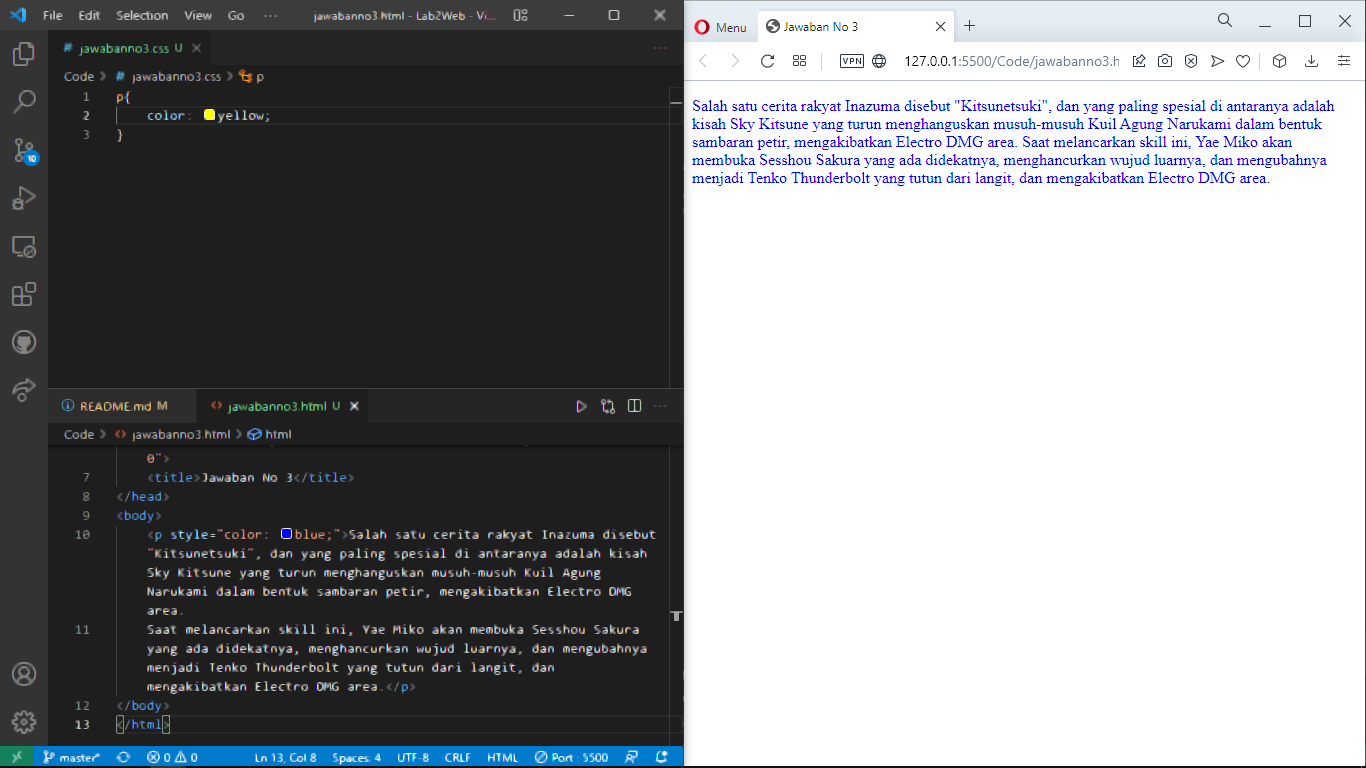 File Edit Selection View Go ··· jawabanno3.html - Lab2Web - Vi...
# jawabanno3.css U
Code > # jawabanno3.css > p
1 p{
2 color: yellow;
3 }
README.md M jawabanno3.html U
Code > jawabanno3.html > html
0">
7 <title>Jawaban No 3</title>
8 </head>
9 <body>
10 <p style="color: blue;">Salah satu cerita rakyat Inazuma disebut
"Kitsunetsuki", dan yang paling spesial di antaranya adalah kisah
Sky Kitsune yang turun menghanguskan musuh-musuh Kuil Agung
Narukami dalam bentuk sambaran petir, mengakibatkan Electro DMG
area.
11 Saat melancarkan skill ini, Yae Miko akan membuka Sesshou Sakura
yang ada didekatnya, menghancurkan wujud luarnya, dan mengubahnya
menjadi Tenko Thunderbolt yang tutun dari langit, dan
mengakibatkan Electro DMG area.</p>
12 </body>
13 </html>
10
master* 0 0 Ln 13, Col 8 Spaces: 4 UTF-8 CRLF HTML Port : 5500
Menu Jawaban No 3
VPN 127.0.0.1:5500/Code/jawabanno3.h
Salah satu cerita rakyat Inazuma disebut "Kitsunetsuki", dan yang paling spesial di antaranya adalah
kisah Sky Kitsune yang turun menghanguskan musuh-musuh Kuil Agung Narukami dalam bentuk
sambaran petir, mengakibatkan Electro DMG area. Saat melancarkan skill ini, Yae Miko akan
membuka Sesshou Sakura yang ada didekatnya, menghancurkan wujud luarnya, dan mengubahnya
menjadi Tenko Thunderbolt yang tutun dari langit, dan mengakibatkan Electro DMG area.